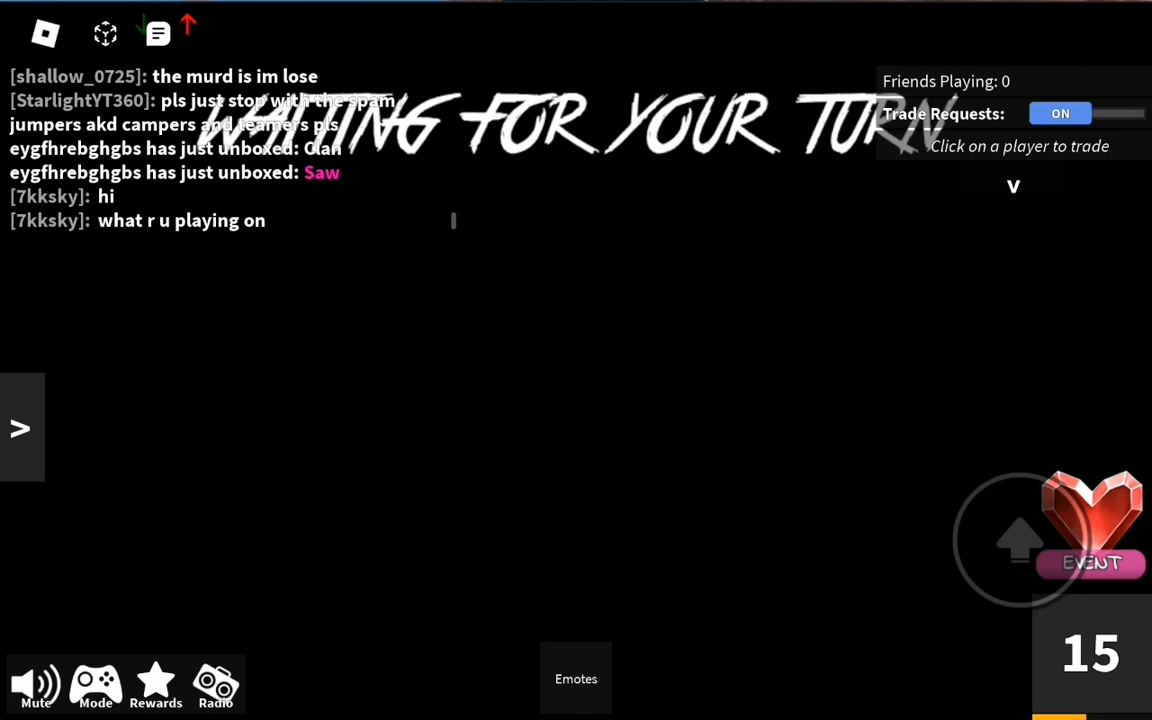 [shallow_0725]: the murd is im lose
[StarlightYT360]: pls just stop with the spam
jumpers akd campers and teamers pls
eygfhrebghgbs has just unboxed: Clan
eygfhrebghgbs has just unboxed: Saw
[7kksky]: hi
[7kksky]: what r u playing on
WAITING FOR YOUR TURN
Friends Playing: 0
Trade Requests: ON
Click on a player to trade
v
>
EVENT
15
Mute Mode Rewards Radio
Emotes